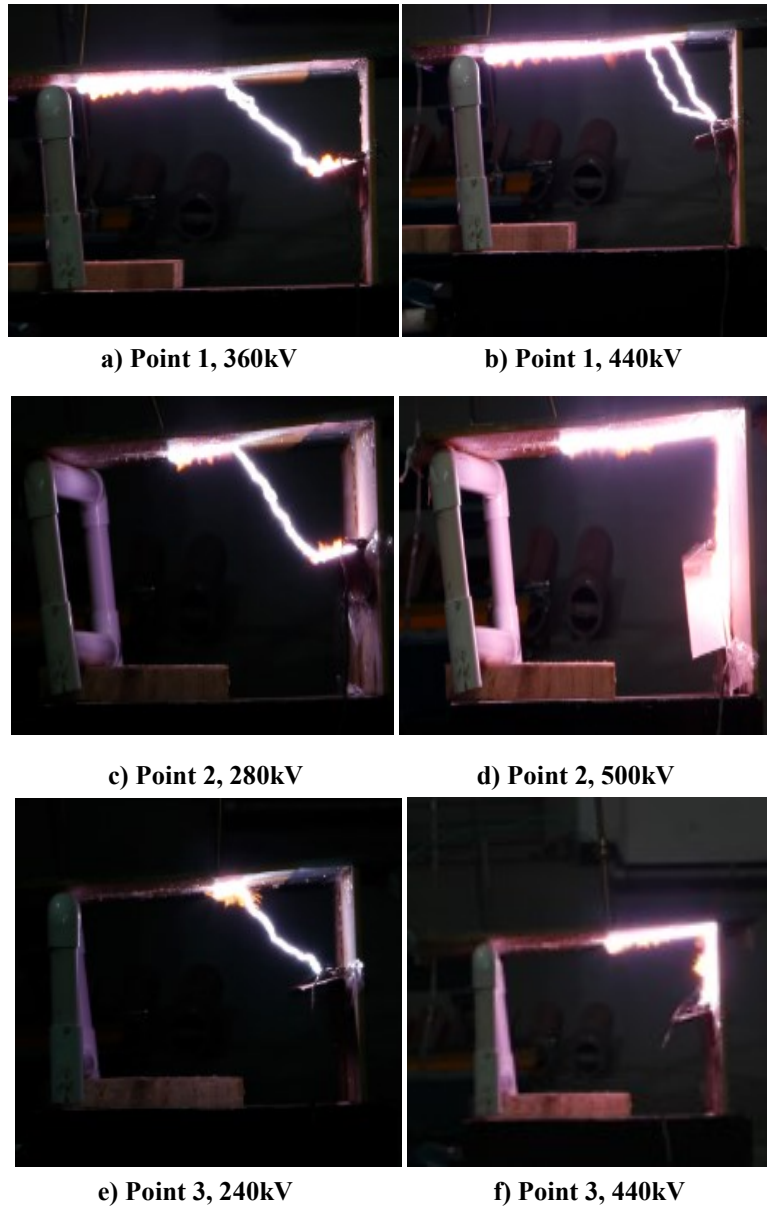 a) Point 1, 360kV
b) Point 1, 440kV
c) Point 2, 280kV
d) Point 2, 500kV
e) Point 3, 240kV
f) Point 3, 440kV